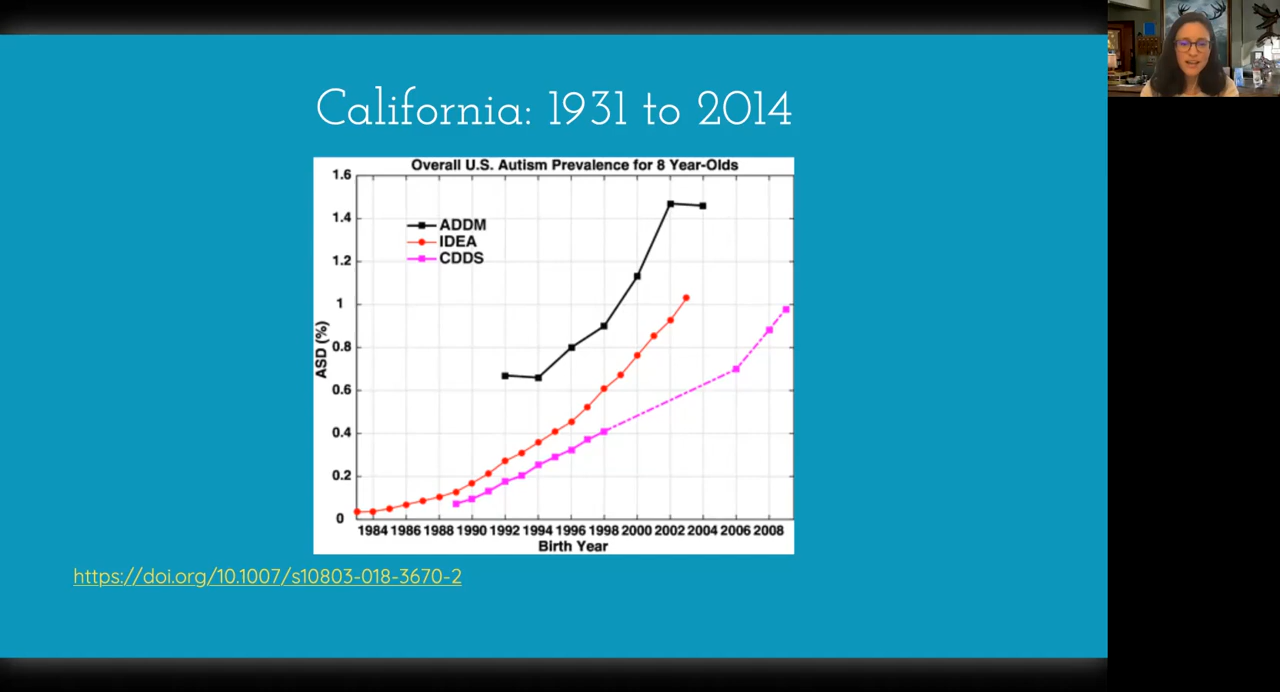 California: 1931 to 2014
Overall U.S. Autism Prevalence for 8 Year-Olds
1.6
1.4
1.2
1
0.8
0.6
0.4
0.2
0
ASD (%)
ADDM
IDEA
CDDS
1984 1986 1988 1990 1992 1994 1996 1998 2000 2002 2004 2006 2008
Birth Year
https://doi.org/10.1007/s10803-018-3670-2